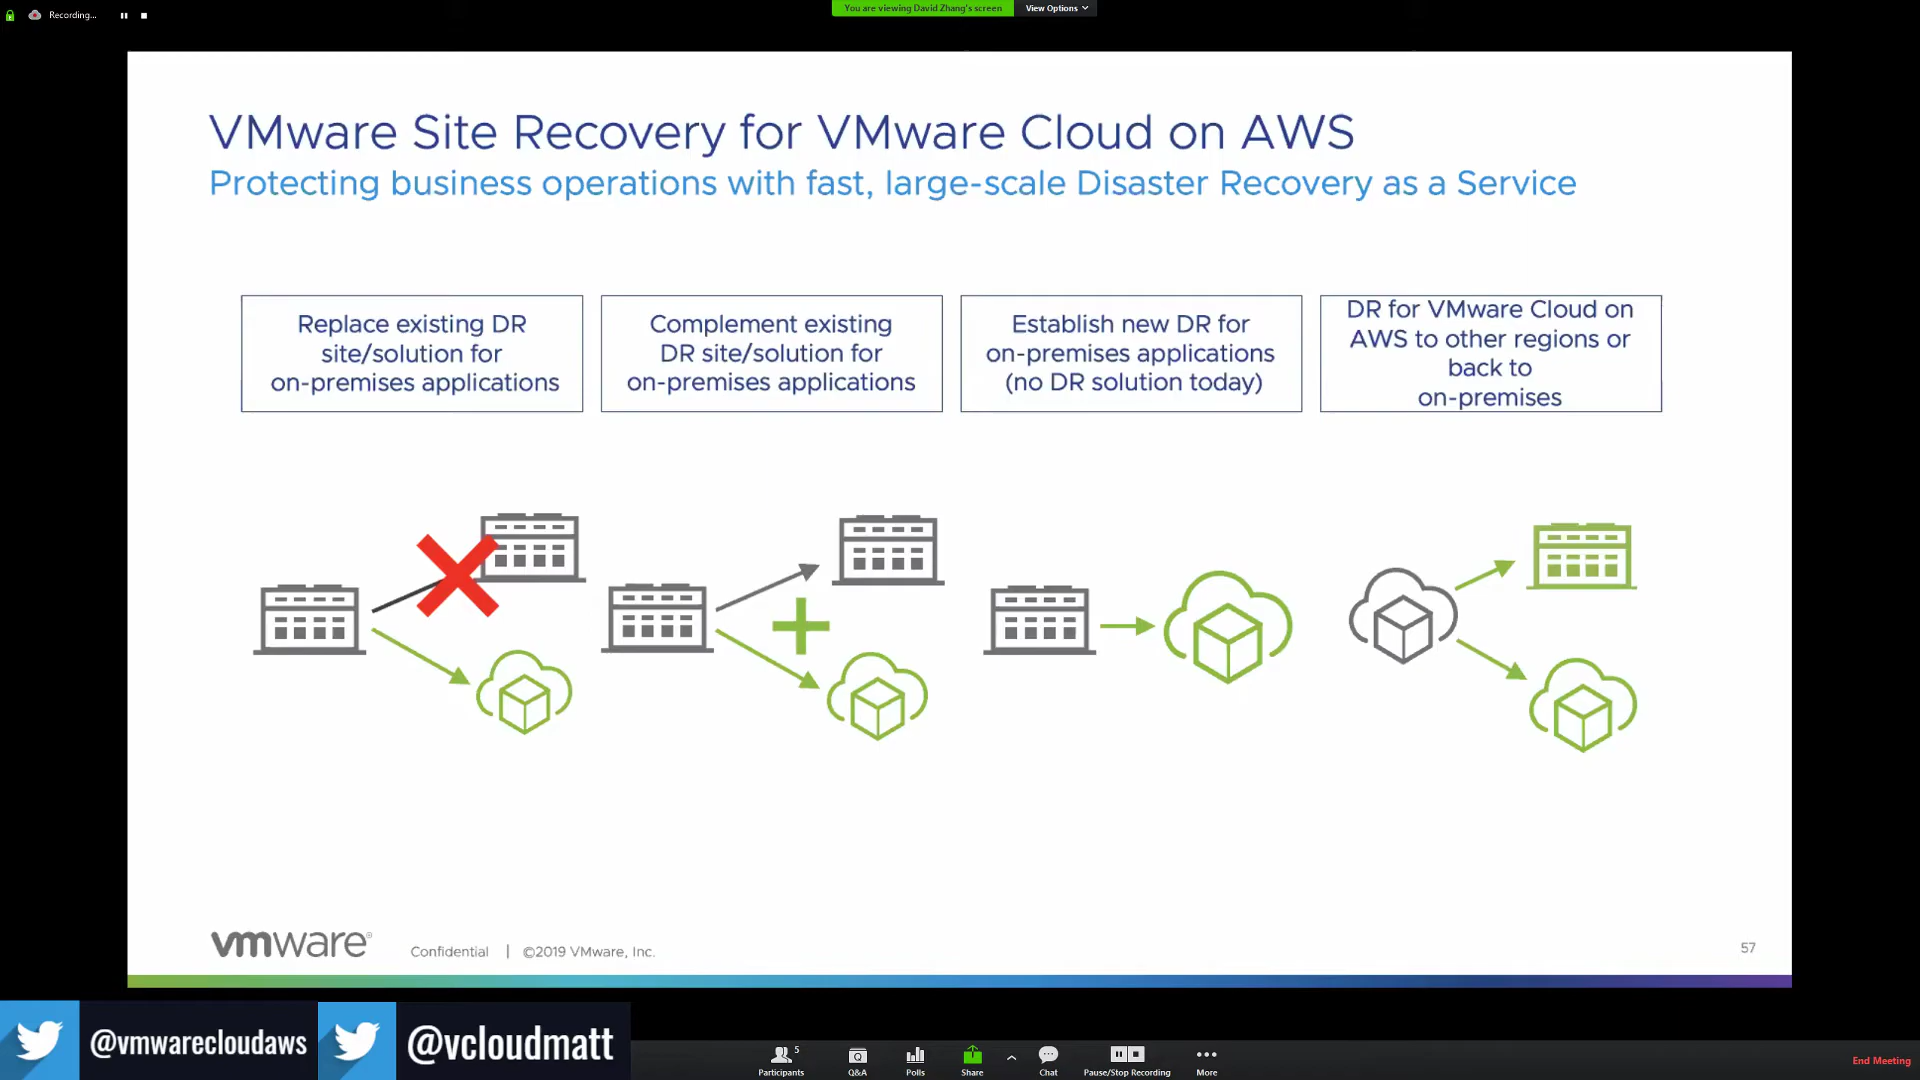 Recording...
You are viewing David Zhang's screen
View Options
VMware Site Recovery for VMware Cloud on AWS
Protecting business operations with fast, large-scale Disaster Recovery as a Service
Replace existing DR
site/solution for
on-premises applications
Complement existing
DR site/solution for
on-premises applications
Establish new DR for
on-premises applications
(no DR solution today)
DR for VMware Cloud on
AWS to other regions or
back to
on-premises
vmware®
Confidential | ©2019 VMware, Inc.
57
@vmwarecloudaws
@vcloudmatt
5
Participants
Q
Q&A
Polls
Share
Chat
Pause/Stop Recording
More
End Meeting